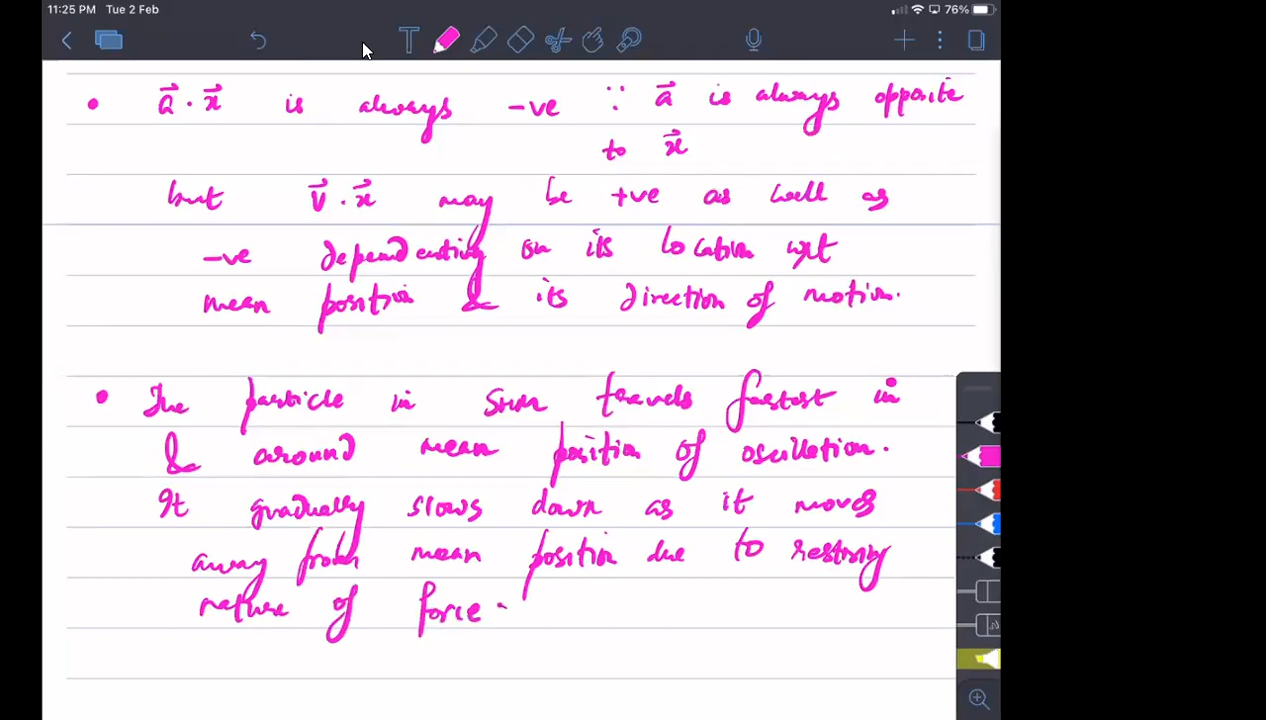 11:25 PM Tue 2 Feb 76%
• a⃗ . x⃗ is always -ve ∵ a⃗ is always opposite
to x⃗
but v⃗ . x⃗ may be +ve as well as
-ve depending on its location wrt
mean position & its direction of motion.
• The particle in SHM travels fastest in
& around mean position of oscillation.
It gradually slows down as it moves
away from mean position due to restoring
nature of force.